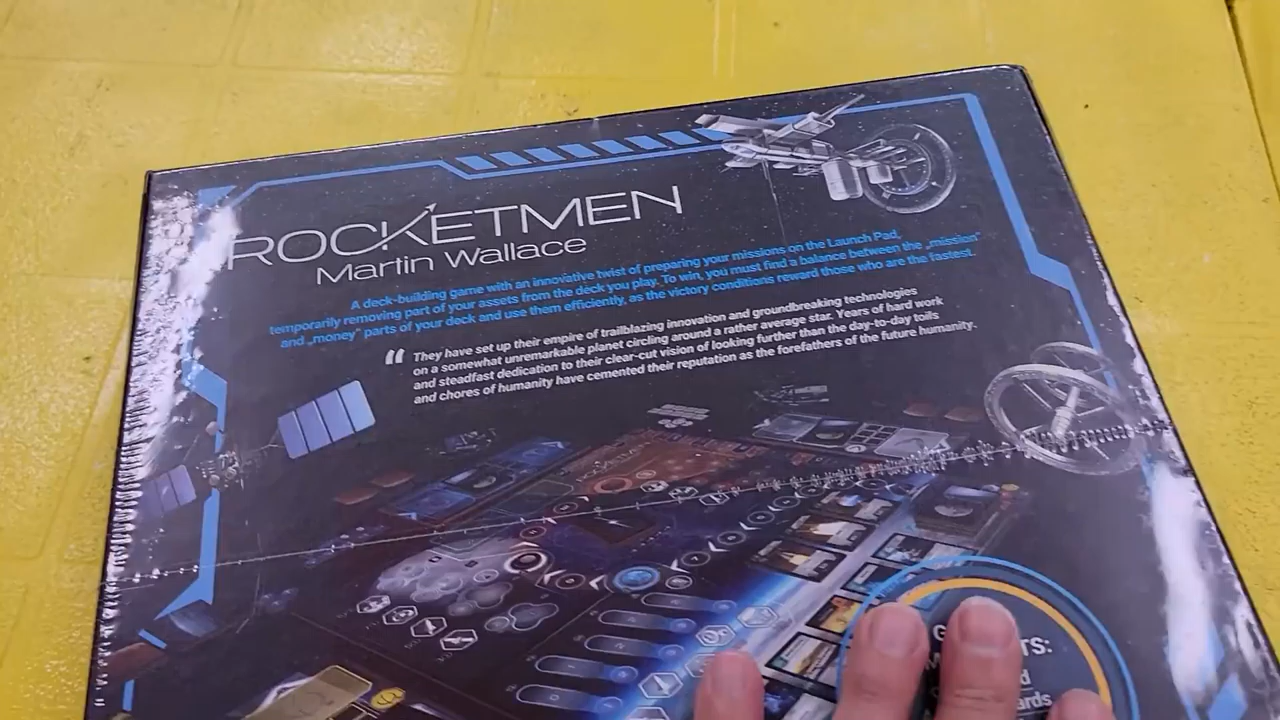 ROCKETMEN
Martin Wallace
A deck-building game with an innovative twist of preparing your missions on the Launch Pad,
temporarily removing part of your assets from the deck you play. To win, you must find a balance between the „mission”
and „money” parts of your deck and use them efficiently, as the victory conditions reward those who are the fastest.
“ They have set up their empire of trailblazing innovation and groundbreaking technologies
on a somewhat unremarkable planet circling around a rather average star. Years of hard work
and steadfast dedication to their clear-cut vision of looking further than the day-to-day toils
and chores of humanity have cemented their reputation as the forefathers of the future humanity.